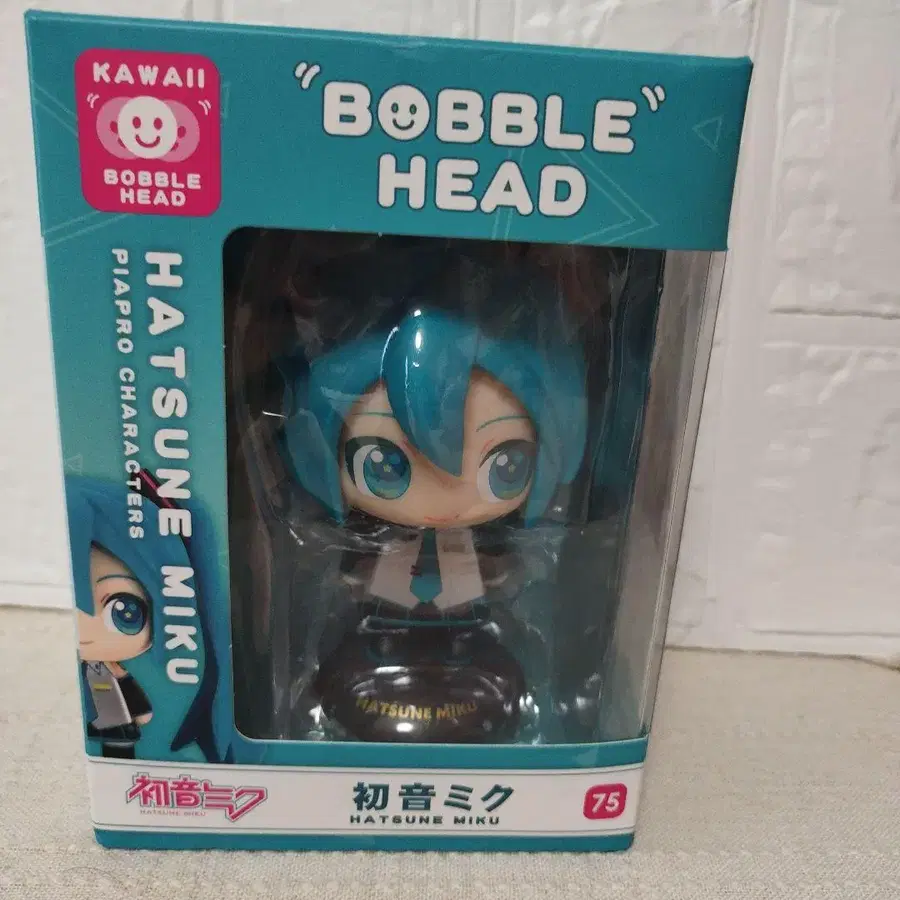 KAWAII
BOBBLE
HEAD
"BOBBLE"
HEAD
HATSUNE MIKU
PIAPRO CHARACTERS
HATSUNE MIKU
初音ミク
HATSUNE MIKU
初音ミク
HATSUNE MIKU
75